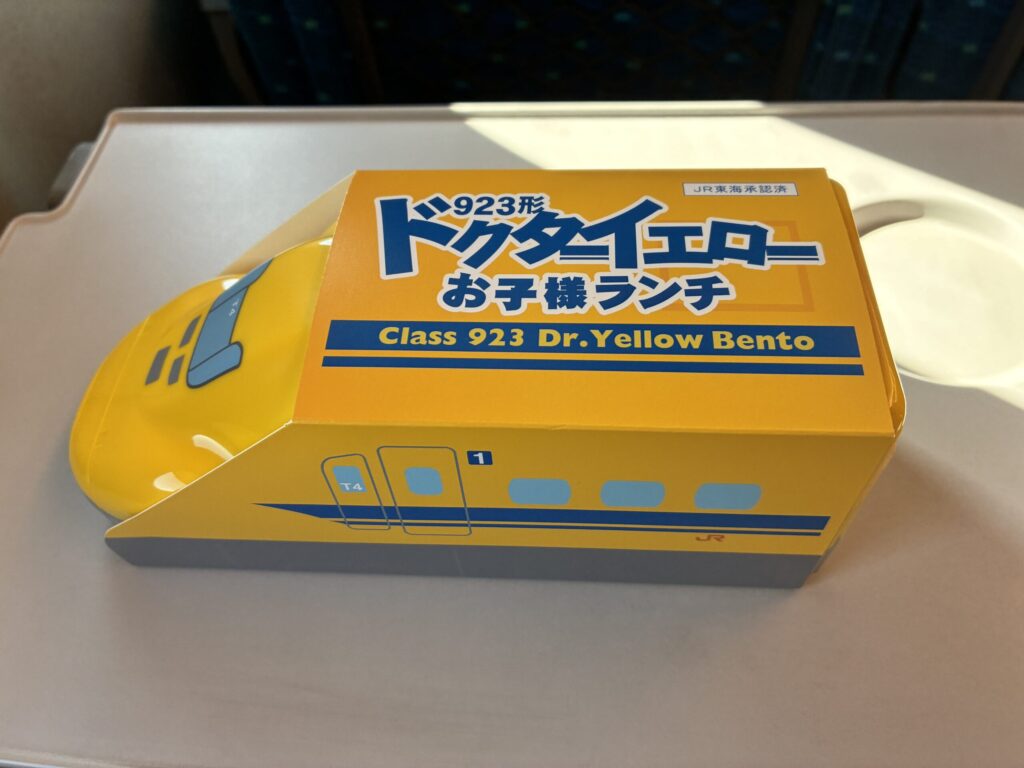 JR東海承認済
923形
ドクターイエロー
お子様ランチ
Class 923 Dr.Yellow Bento
T4
T4
1
JR